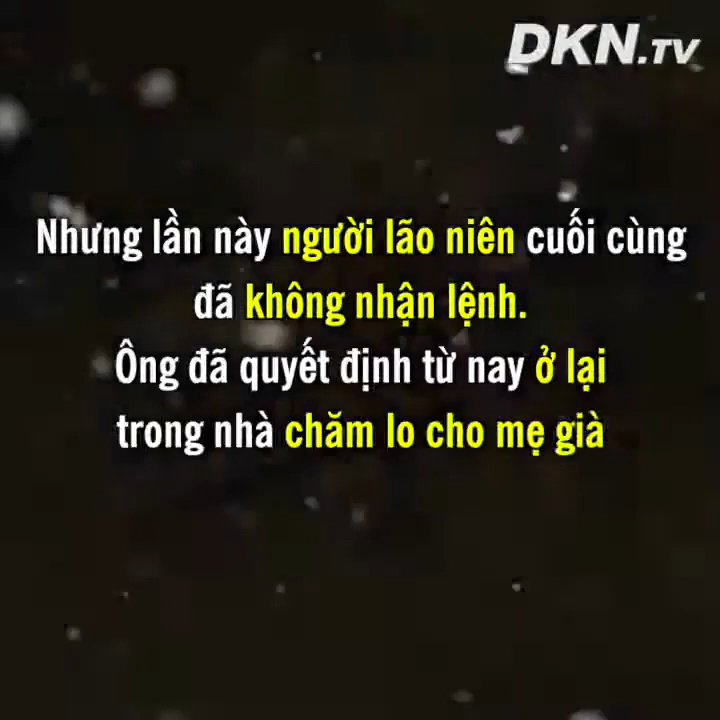 DKN.TV
Nhưng lần này người lão niên cuối cùng
đã không nhận lệnh.
Ông đã quyết định từ nay ở lại
trong nhà chăm lo cho mẹ già